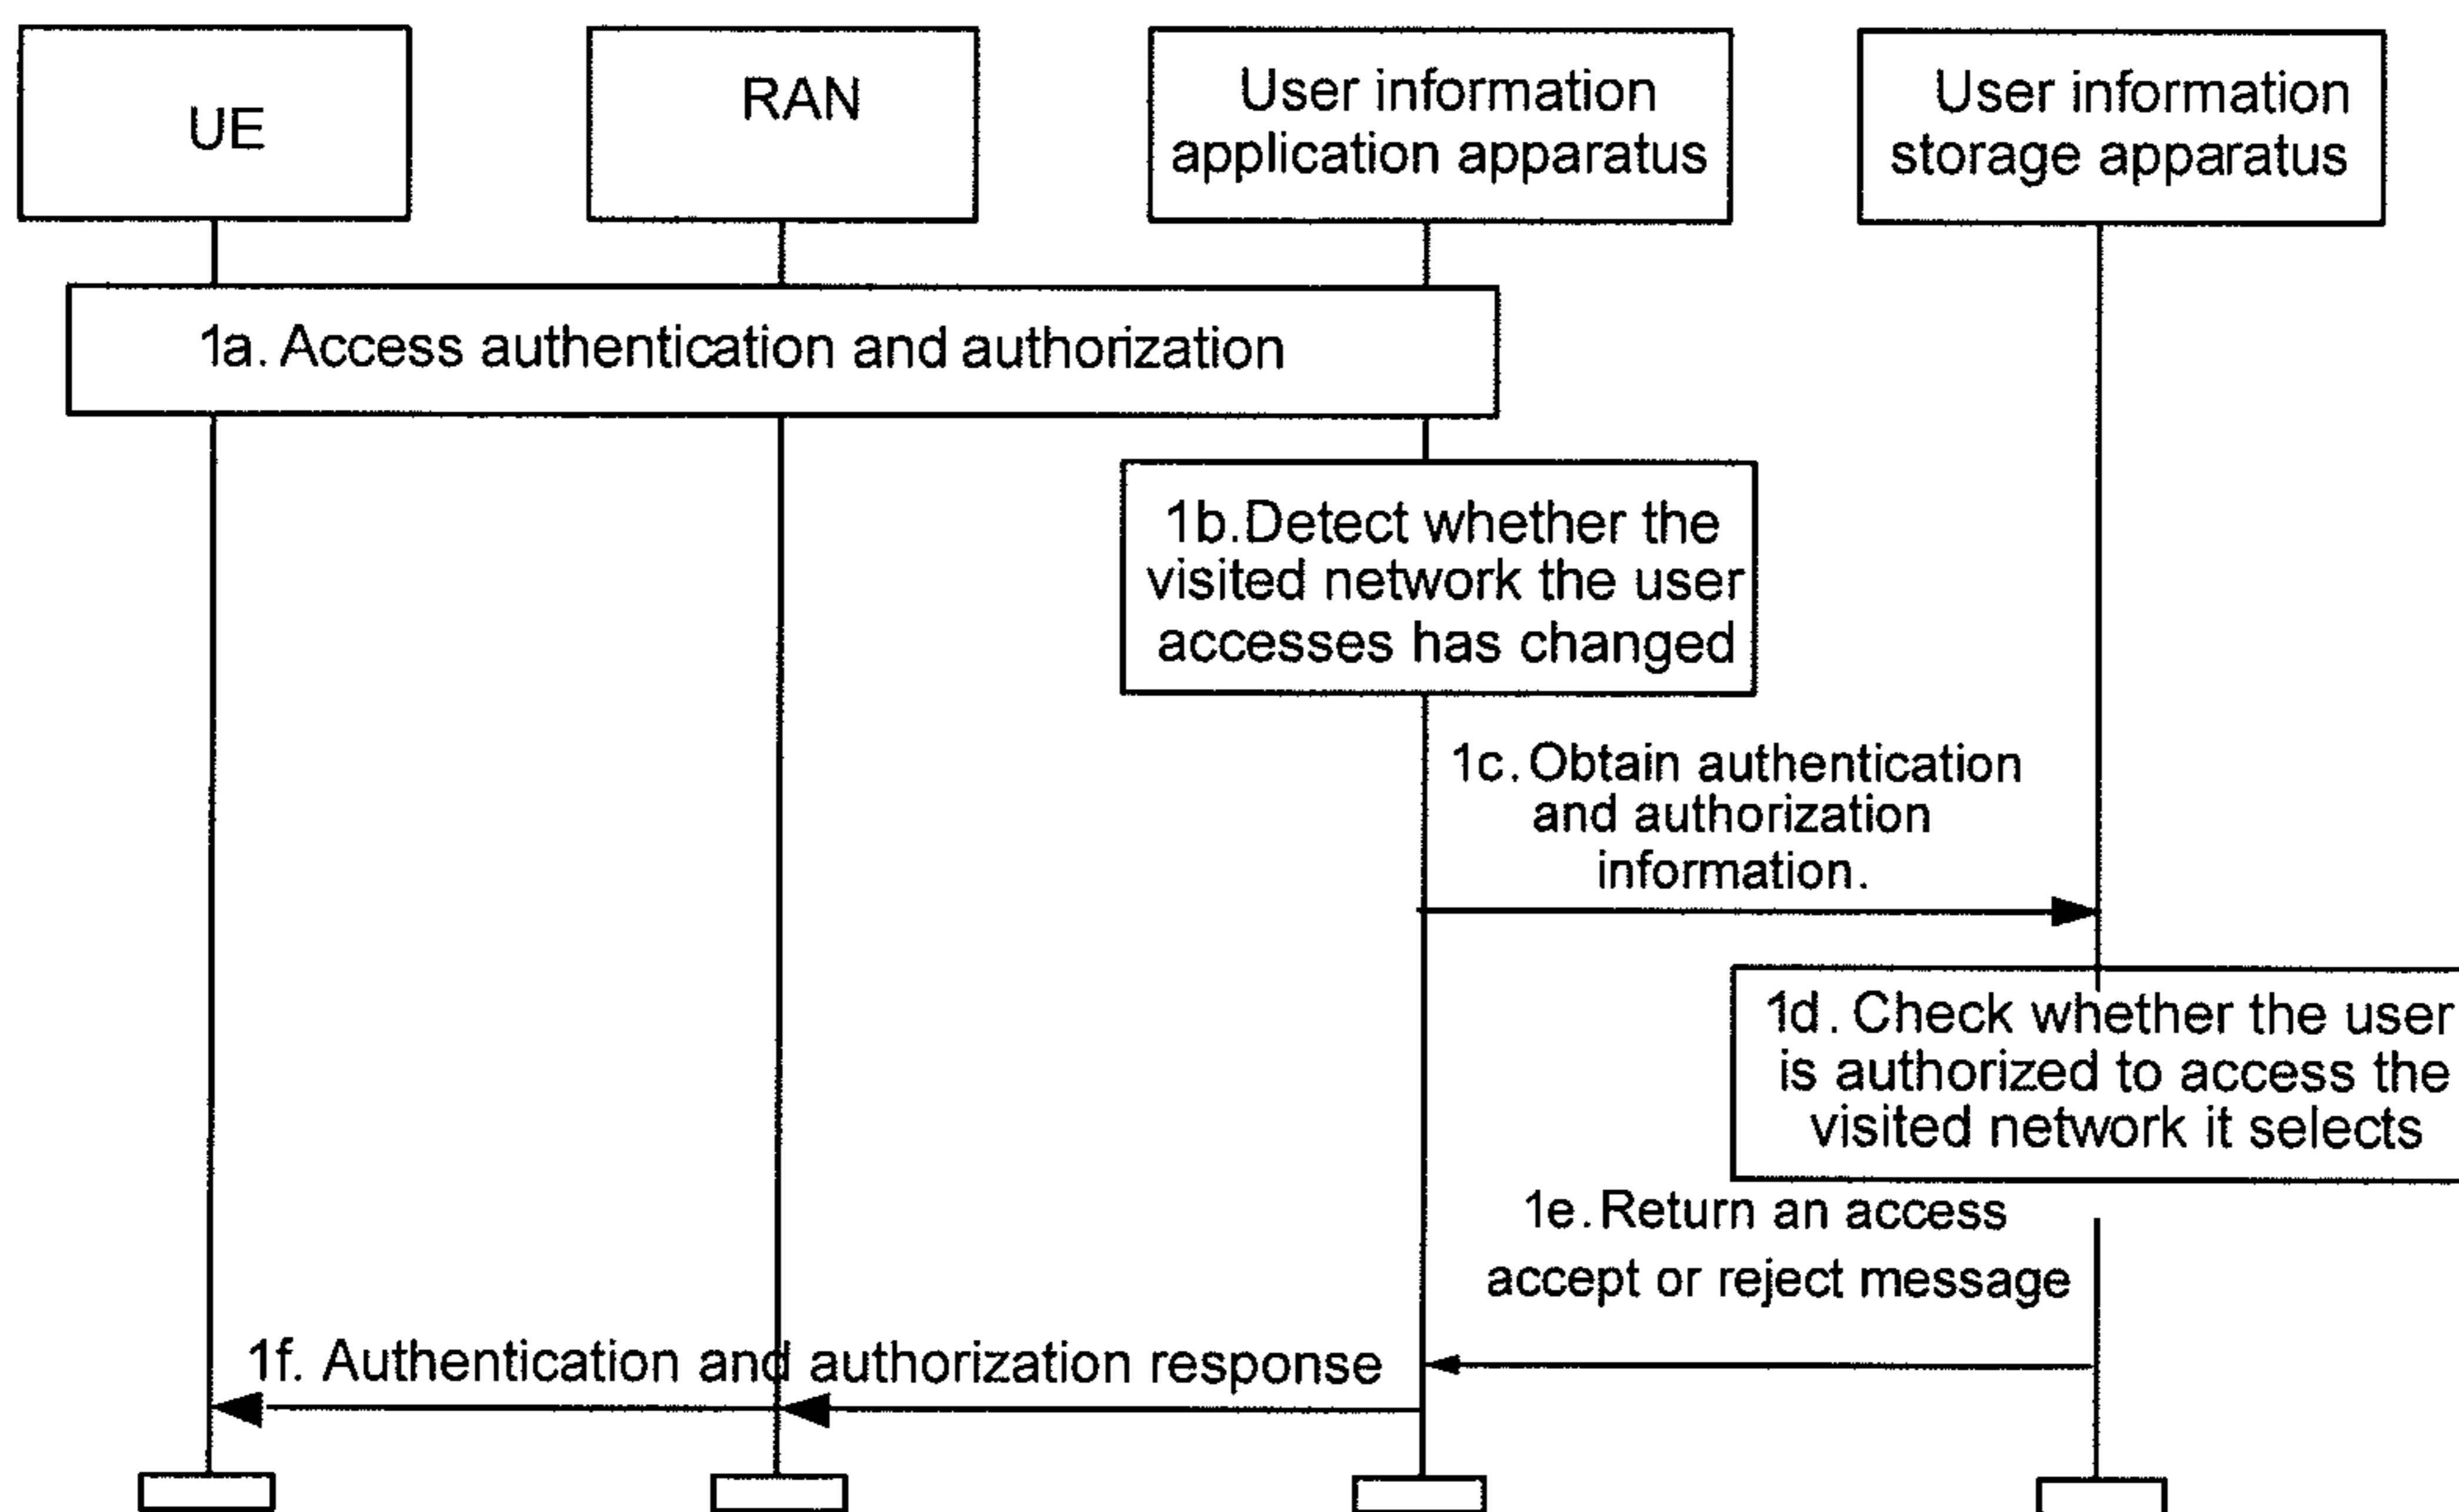 UE
RAN
User information
application apparatus
User information
storage apparatus
1a. Access authentication and authorization
1b.Detect whether the
visited network the user
accesses has changed
1c. Obtain authentication
and authorization
information.
1d. Check whether the user
is authorized to access the
visited network it selects
1e. Return an access
accept or reject message
1f. Authentication and authorization response